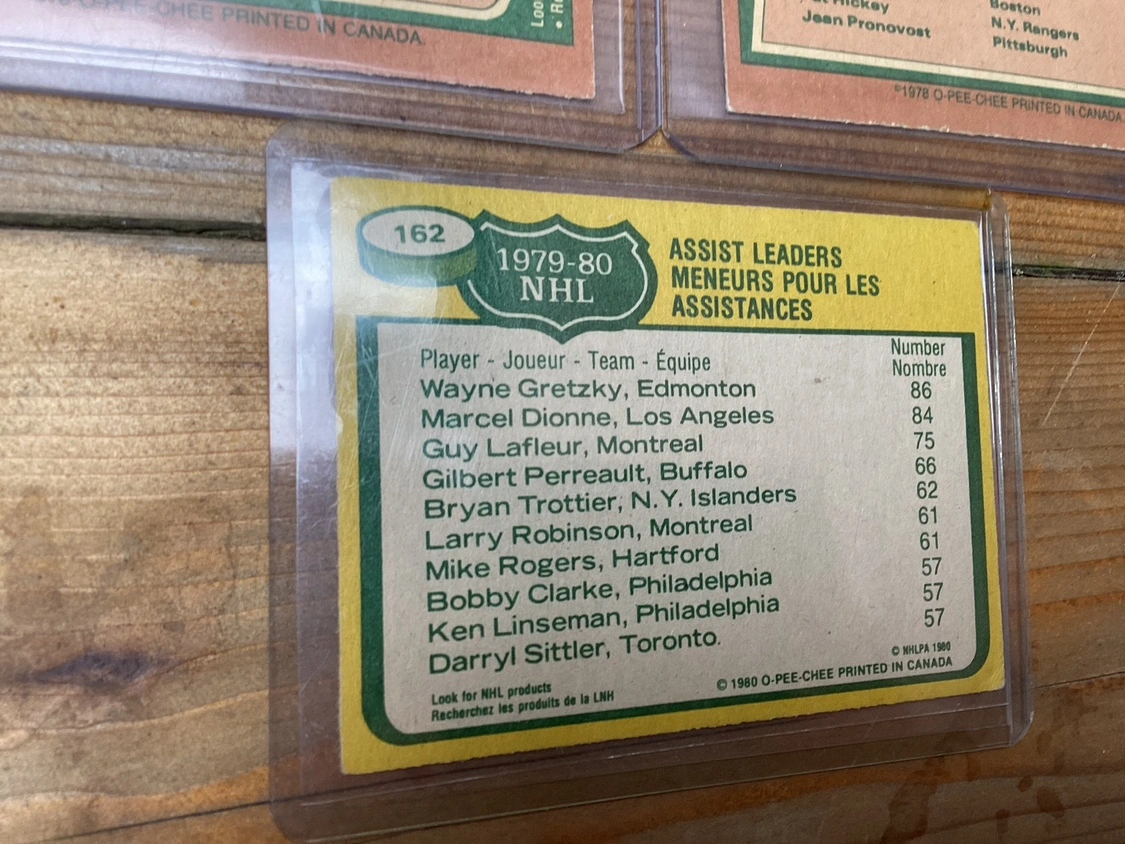 O-PEE-CHEE PRINTED IN CANADA.
Hickey
Jean Pronovost
Boston
N.Y. Rangers
Pittsburgh
©1978 O-PEE-CHEE PRINTED IN CANADA.
162
1979-80
NHL
ASSIST LEADERS
MENEURS POUR LES
ASSISTANCES
Player - Joueur - Team - Équipe
Number
Nombre
Wayne Gretzky, Edmonton 86
Marcel Dionne, Los Angeles 84
Guy Lafleur, Montreal 75
Gilbert Perreault, Buffalo 66
Bryan Trottier, N.Y. Islanders 62
Larry Robinson, Montreal 61
Mike Rogers, Hartford 61
Bobby Clarke, Philadelphia 57
Ken Linseman, Philadelphia 57
Darryl Sittler, Toronto. 57
Look for NHL products
Recherchez les produits de la LNH
© NHLPA 1980
© 1980 O-PEE-CHEE PRINTED IN CANADA